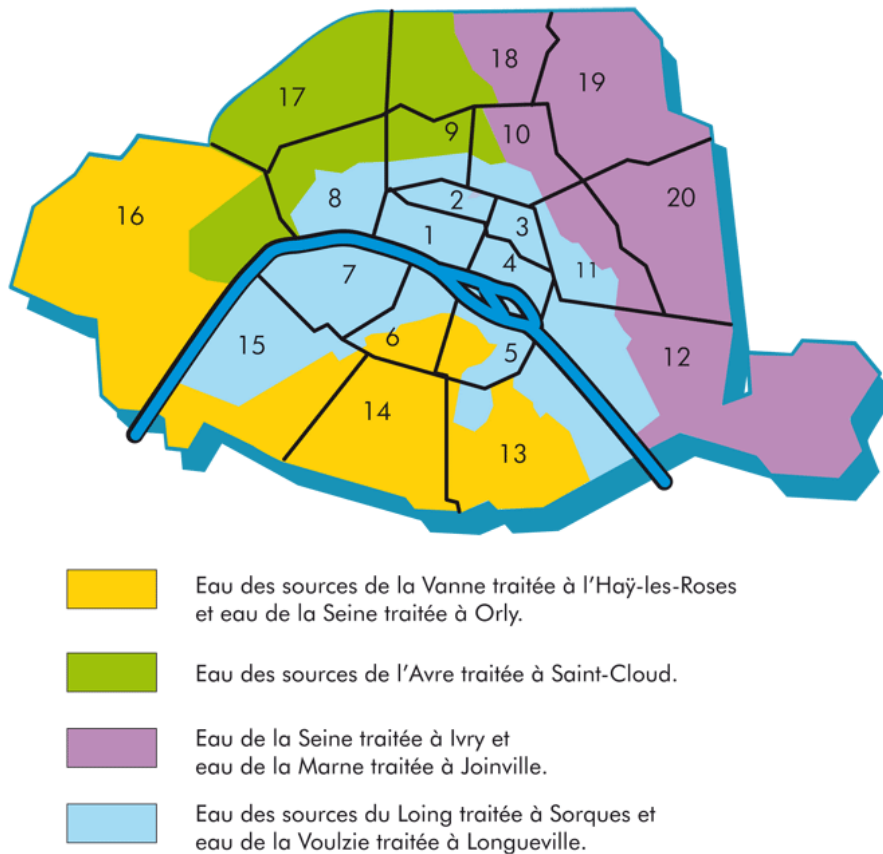 18
19
17
9
10
8
2
20
16
3
1
4
11
7
6
5
15
12
14
13
Eau des sources de la Vanne traitée à l'Haÿ-les-Roses
et eau de la Seine traitée à Orly.
Eau des sources de l'Avre traitée à Saint-Cloud.
Eau de la Seine traitée à Ivry et
eau de la Marne traitée à Joinville.
Eau des sources du Loing traitée à Sorques et
eau de la Voulzie traitée à Longueville.